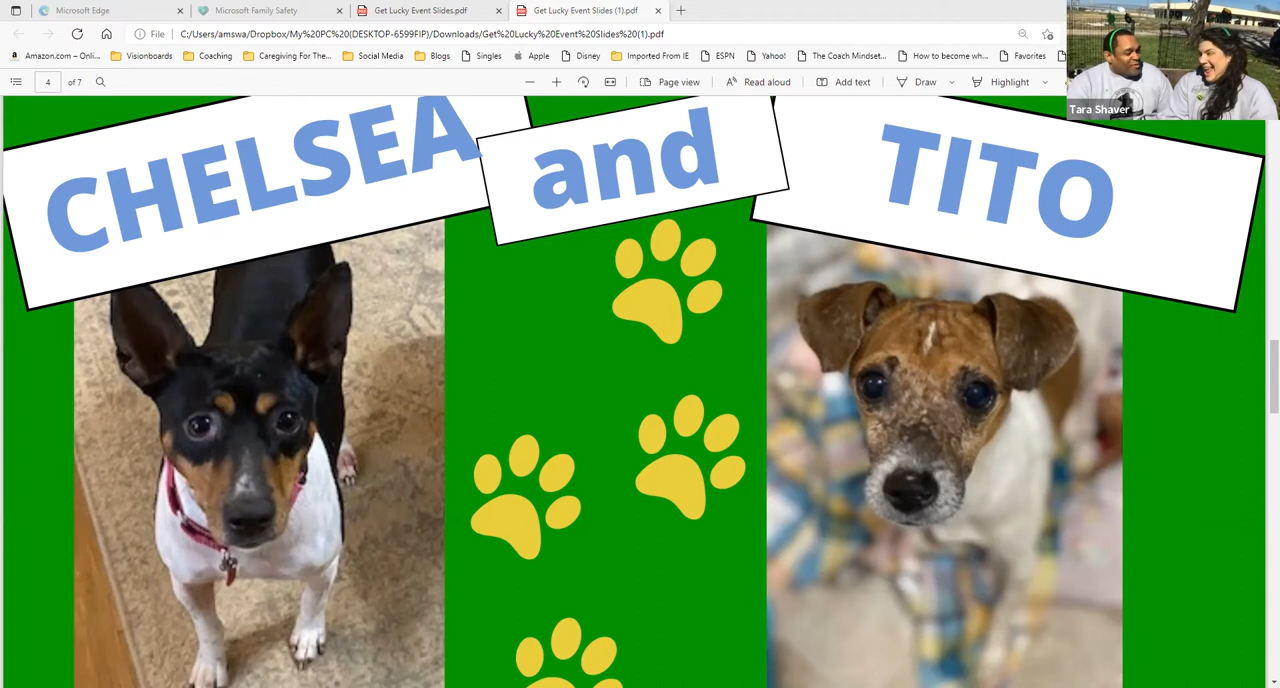 Microsoft Edge
Microsoft Family Safety
Get Lucky Event Slides.pdf
Get Lucky Event Slides (1).pdf
File
C:/Users/amswa/Dropbox/My%20PC%20(DESKTOP-6599FIP)/Downloads/Get%20Lucky%20Event%20Slides%20(1).pdf
Amazon.com – Onli...
Visionboards
Coaching
Caregiving For The...
Social Media
Blogs
Singles
Apple
Disney
Imported From IE
ESPN
Yahoo!
The Coach Mindset...
How to become wh...
Favorites
4 of 7
Page view
Read aloud
Add text
Draw
Highlight
Tara Shaver
CHELSEA and TITO